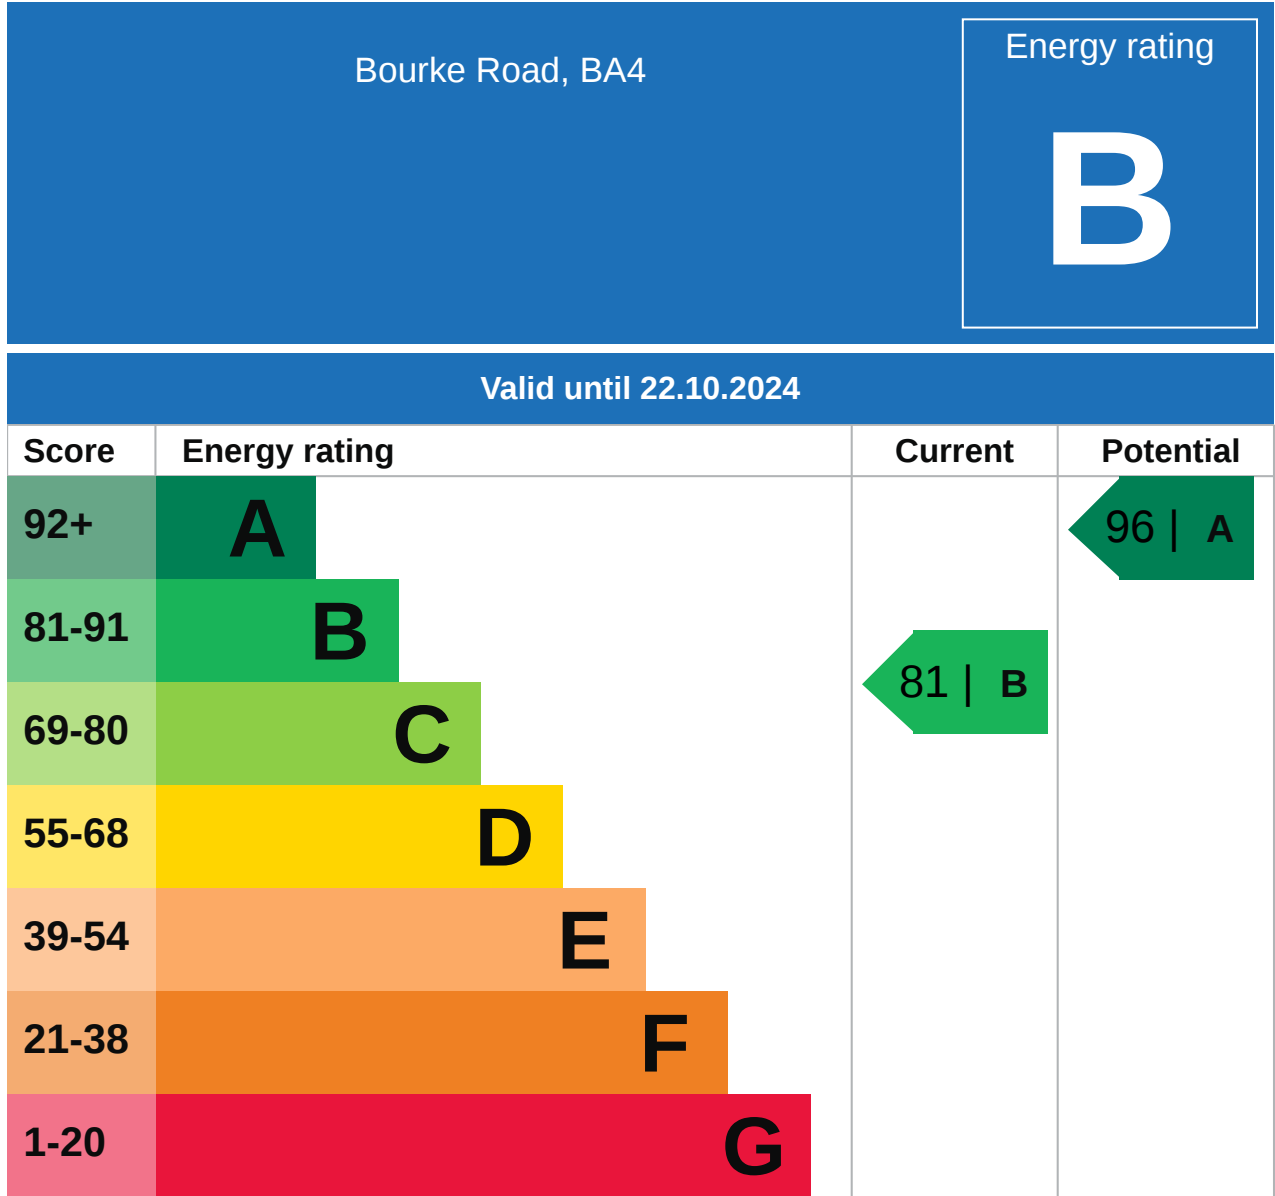 Bourke Road, BA4
Energy rating
B
Valid until 22.10.2024
Score Energy rating Current Potential
92+ A 96 | A
81-91 B
81 | B
69-80 C
55-68 D
39-54 E
21-38 F
1-20 G